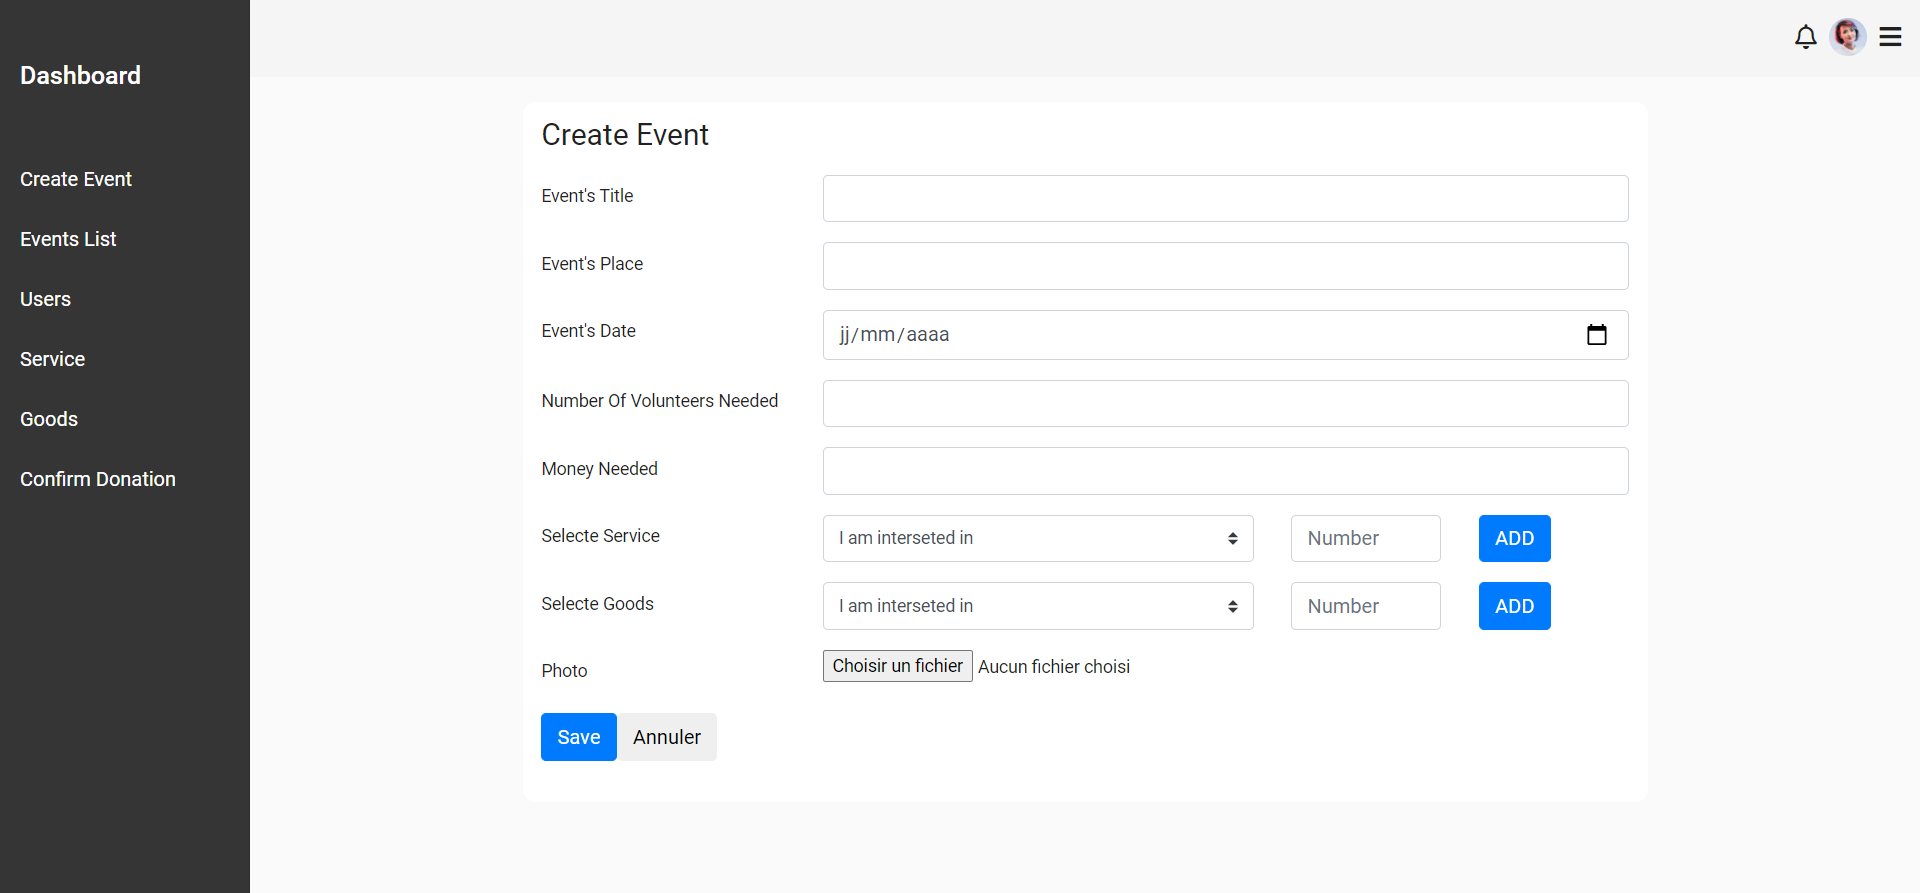 Dashboard
Create Event
Events List
Users
Service
Goods
Confirm Donation
Create Event
Event's Title
Event's Place
Event's Date
jj/mm/aaaa
Number Of Volunteers Needed
Money Needed
Selecte Service
I am interseted in
Number
ADD
Selecte Goods
I am interseted in
Number
ADD
Photo
Choisir un fichier
Aucun fichier choisi
Save
Annuler